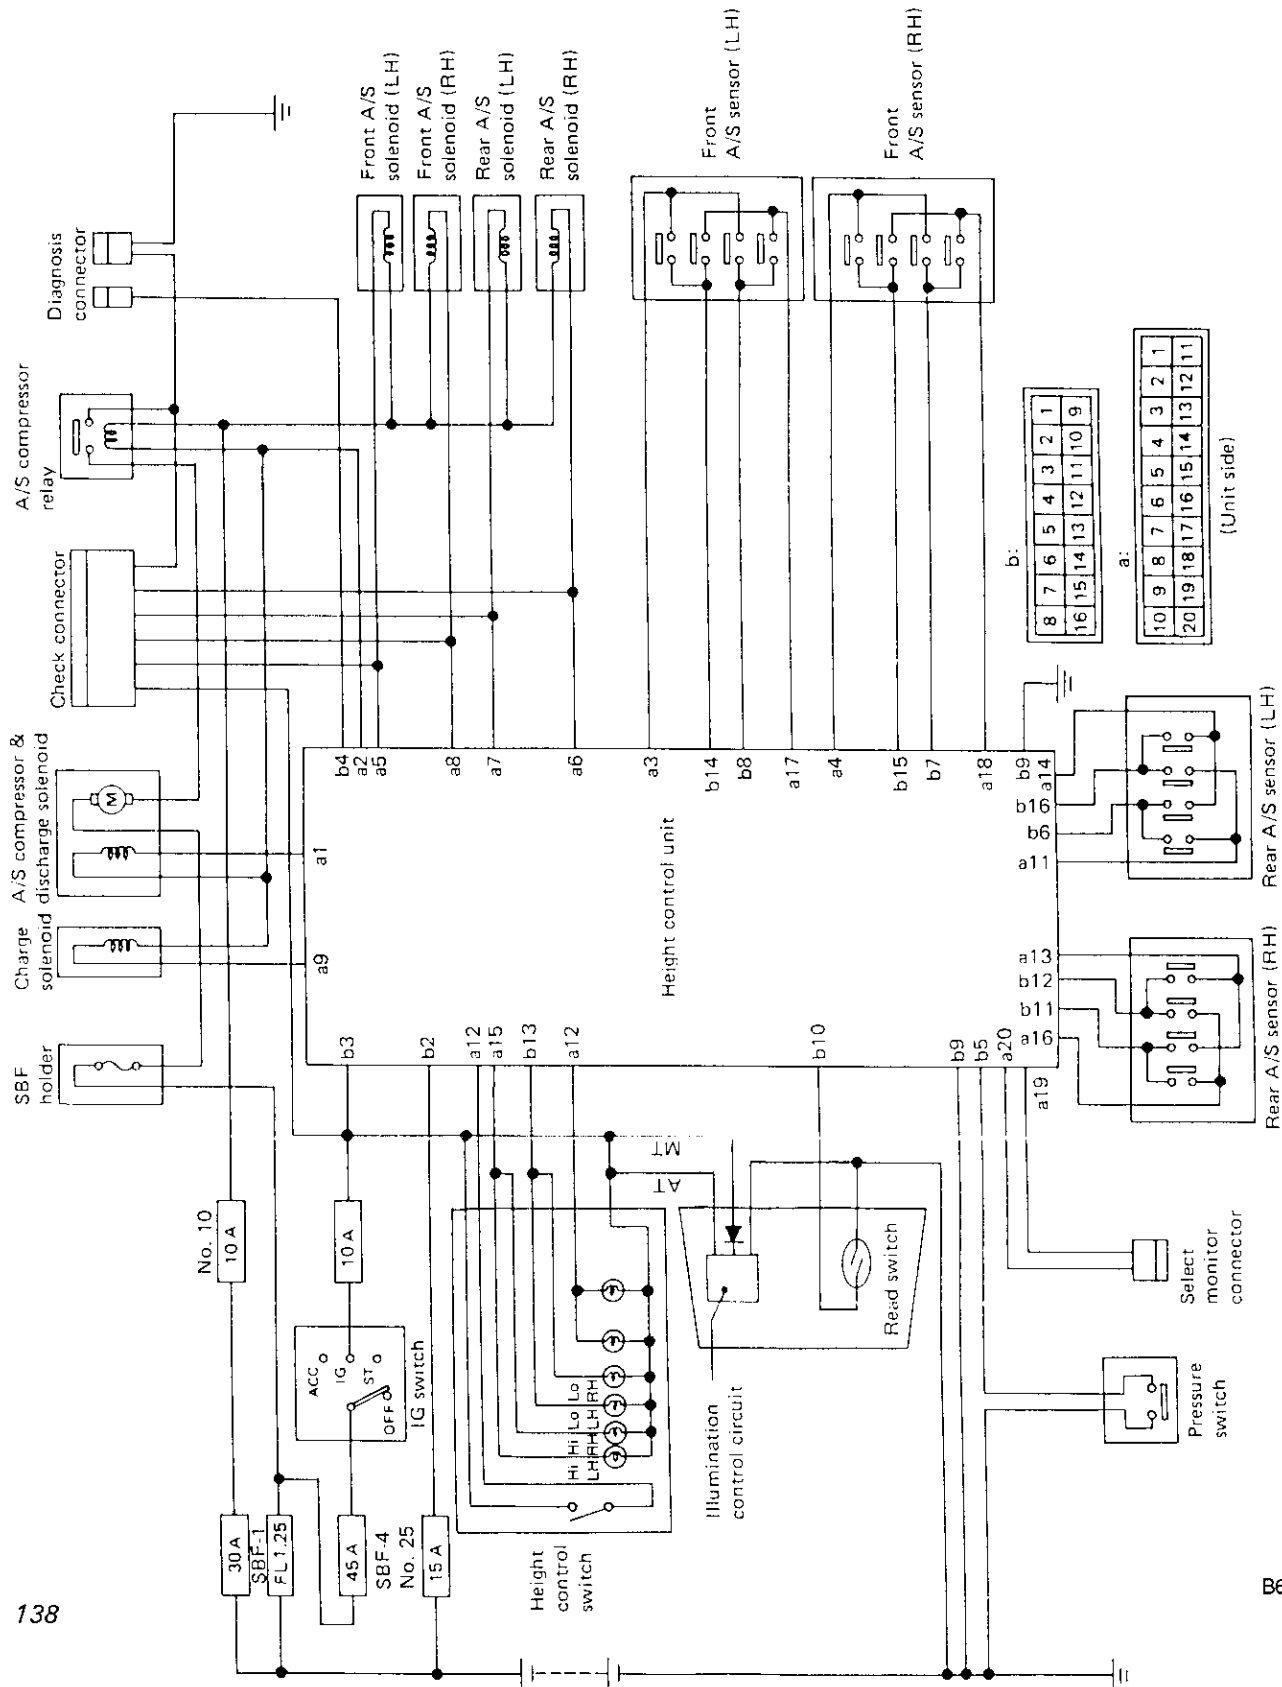 SBF
holder
Charge
solenoid
A/S compressor &
discharge solenoid
M
Check connector
A/S compressor
relay
Diagnosis
connector
Front A/S
solenoid (LH)
Front A/S
solenoid (RH)
Rear A/S
solenoid (LH)
Rear A/S
solenoid (RH)
Front
A/S sensor (LH)
Front
A/S sensor (RH)
No. 10
10 A
30 A
SBF-1
FL 1.25
45 A
SBF-4
No. 25
15 A
10 A
ACC
IG
ST
OFF
IG switch
Height
control
switch
Hi
LH
Hi
RH
Lo
LH
Lo
RH
MT
AT
Illumination
control circuit
Read switch
Pressure
switch
Select
monitor
connector
Height control unit
a9
a1
b4
a2
a5
a8
a7
a6
a3
b14
b8
a17
a4
b15
b7
a18
b9
a14
b16
b6
a11
a13
b12
b11
a16
a20
a19
b5
b9
b10
a12
b13
a15
a12
b2
b3
Rear A/S sensor (RH)
Rear A/S sensor (LH)
b:
8 7 6 5 4 3 2 1
16 15 14 13 12 11 10 9
a:
10 9 8 7 6 5 4 3 2 1
20 19 18 17 16 15 14 13 12 11
(Unit side)
138
B6